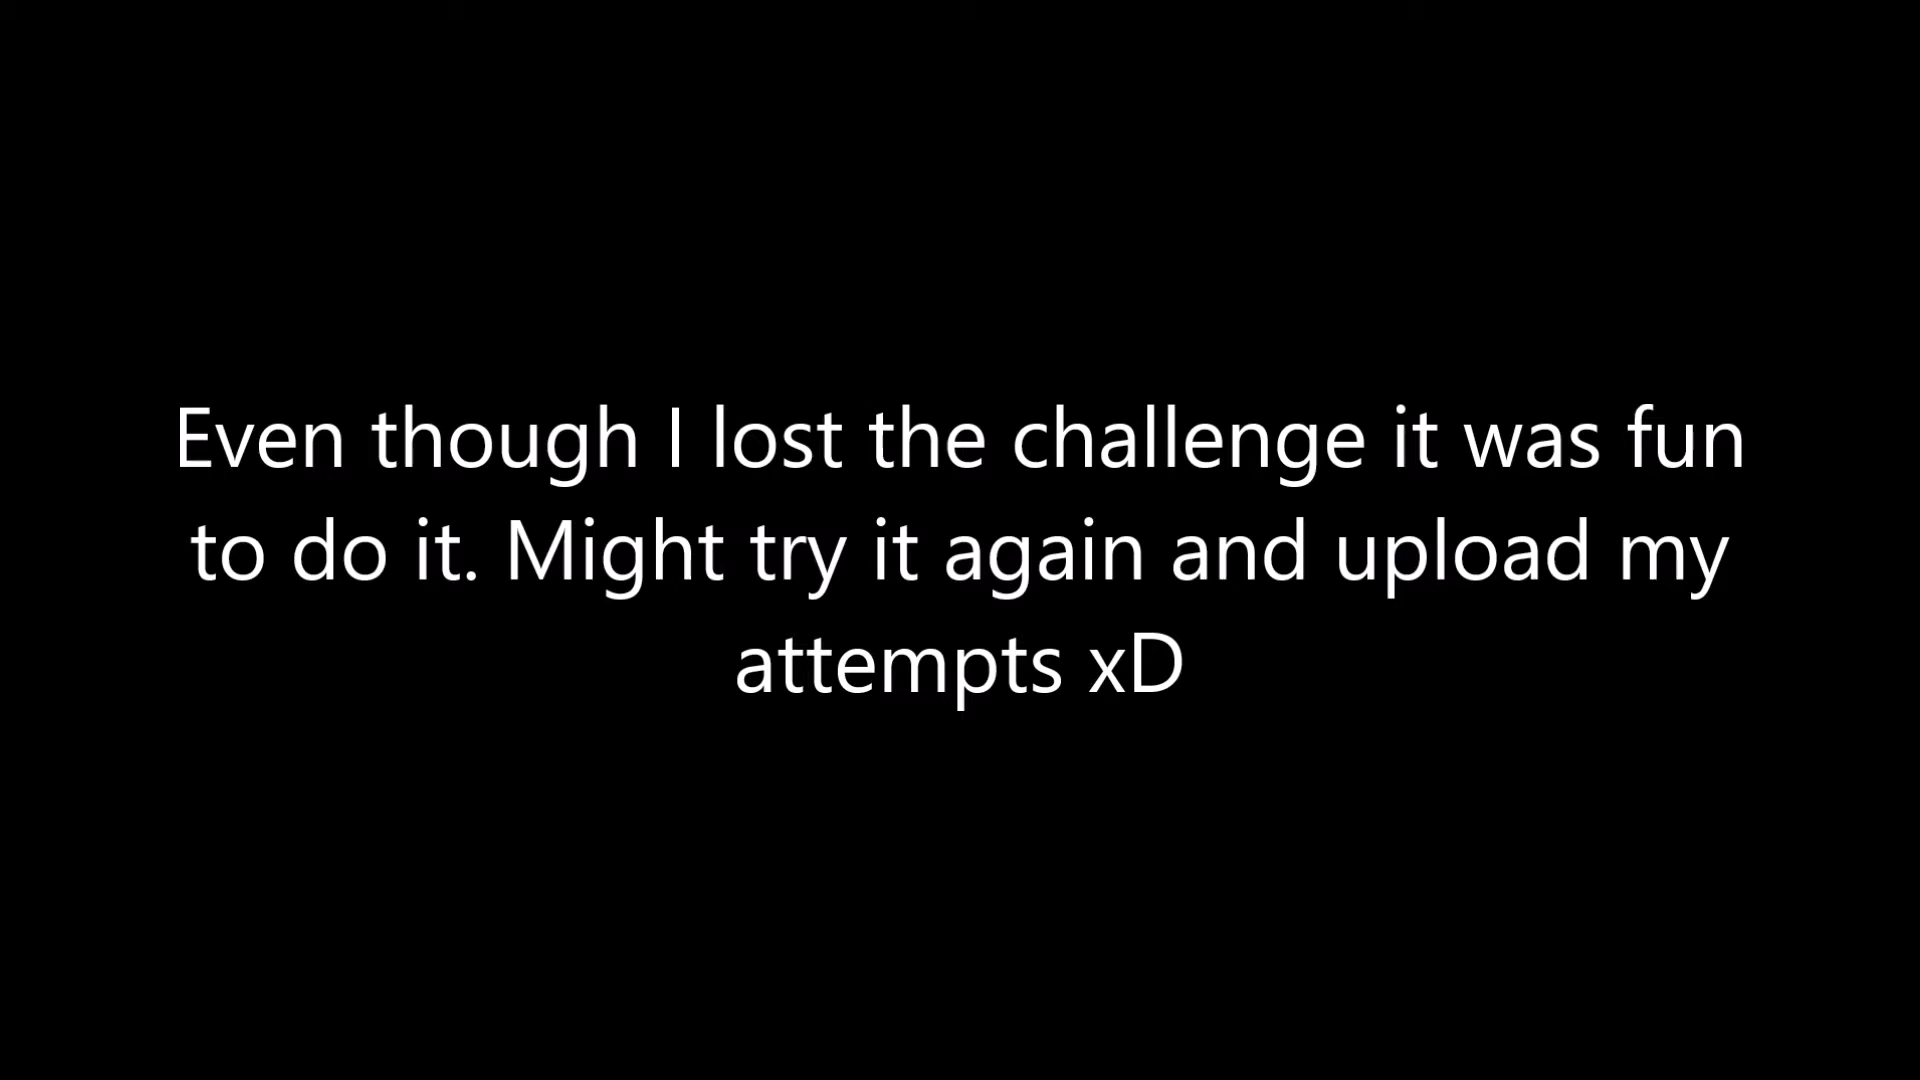 Even though I lost the challenge it was fun
to do it. Might try it again and upload my
attempts xD